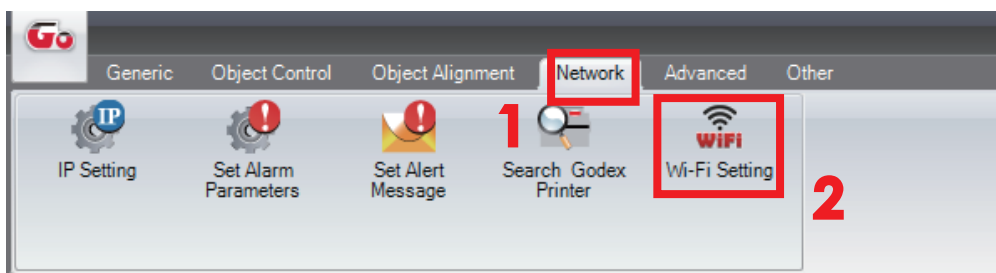 Go
Generic Object Control Object Alignment Network Advanced Other
1
IP
WiFi
IP Setting Set Alarm Set Alert Search Godex Wi-Fi Setting
Parameters Message Printer
2